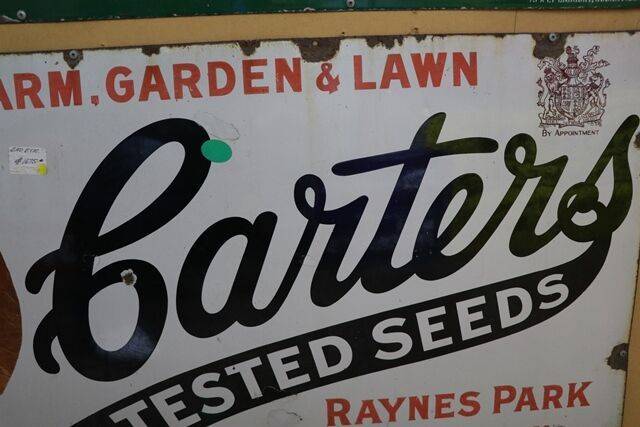 ARM, GARDEN & LAWN
BY APPOINTMENT
Carters
TESTED SEEDS
RAYNES PARK